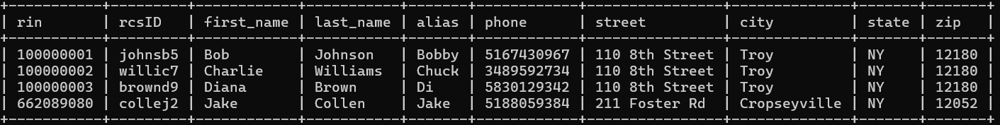 +-----------+---------+------------+-----------+-------+------------+----------------+--------------+-------+-------+
| rin       | rcsID   | first_name | last_name | alias | phone      | street         | city         | state | zip   |
+-----------+---------+------------+-----------+-------+------------+----------------+--------------+-------+-------+
| 100000001 | johnsb5 | Bob        | Johnson   | Bobby | 5167430967 | 110 8th Street | Troy         | NY    | 12180 |
| 100000002 | willic7 | Charlie    | Williams  | Chuck | 3489592734 | 110 8th Street | Troy         | NY    | 12180 |
| 100000003 | brownd9 | Diana      | Brown     | Di    | 5830129342 | 110 8th Street | Troy         | NY    | 12180 |
| 662089080 | collej2 | Jake       | Collen    | Jake  | 5188059384 | 211 Foster Rd  | Cropseyville | NY    | 12052 |
+-----------+---------+------------+-----------+-------+------------+----------------+--------------+-------+-------+